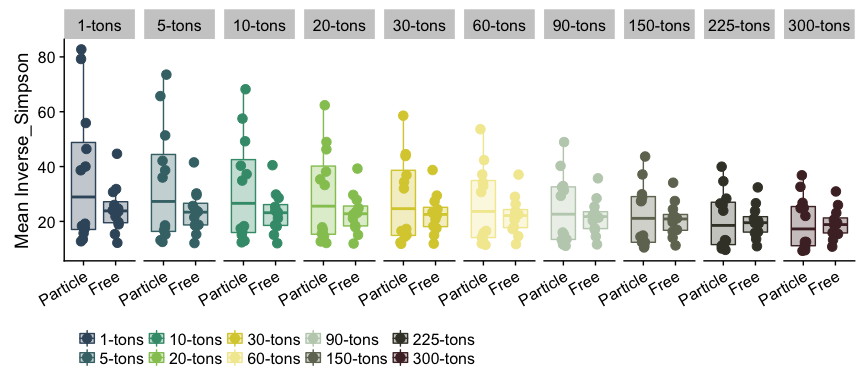 1-tons 5-tons 10-tons 20-tons 30-tons 60-tons 90-tons 150-tons 225-tons 300-tons
Mean Inverse_Simpson
80
60
40
20
Particle Free Particle Free Particle Free Particle Free Particle Free Particle Free Particle Free Particle Free Particle Free Particle Free
1-tons 10-tons 30-tons 90-tons 225-tons
5-tons 20-tons 60-tons 150-tons 300-tons